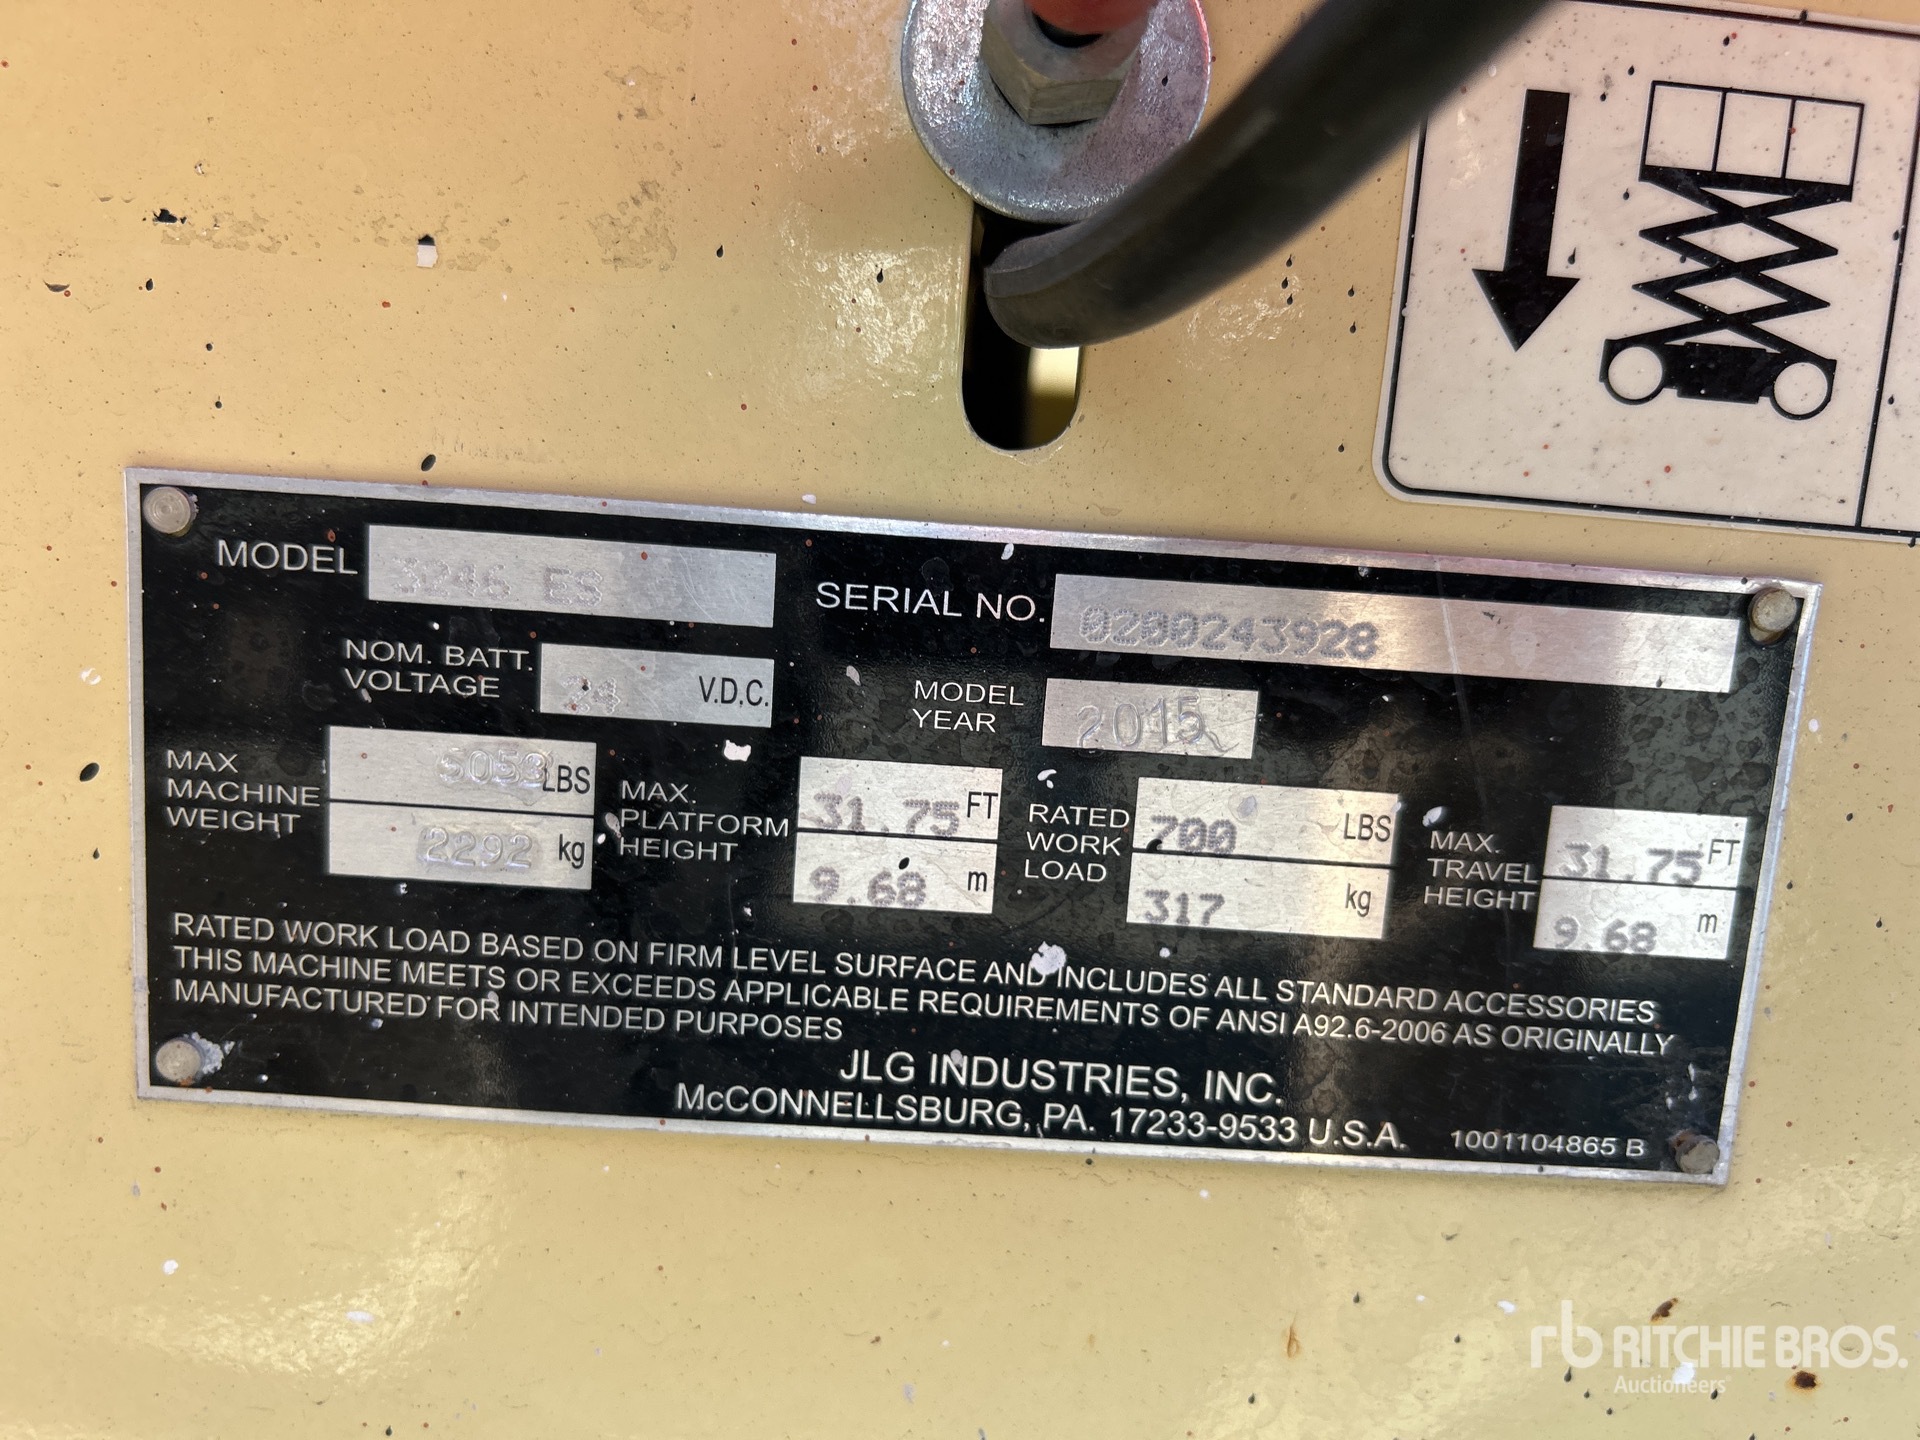 MODEL 3246 ES
SERIAL NO. 0200243928
NOM. BATT. VOLTAGE 24 V.D.C.
MODEL YEAR 2015
MAX MACHINE WEIGHT 5053 LBS 2292 kg
MAX. PLATFORM HEIGHT 31.75 FT 9.68 m
RATED WORK LOAD 700 LBS 317 kg
MAX. TRAVEL HEIGHT 31.75 FT 9.68 m
RATED WORK LOAD BASED ON FIRM LEVEL SURFACE AND INCLUDES ALL STANDARD ACCESSORIES
THIS MACHINE MEETS OR EXCEEDS APPLICABLE REQUIREMENTS OF ANSI A92.6-2006 AS ORIGINALLY
MANUFACTURED FOR INTENDED PURPOSES
JLG INDUSTRIES, INC.
McCONNELLSBURG, PA. 17233-9533 U.S.A. 1001104865 B
rb RITCHIE BROS.
Auctioneers